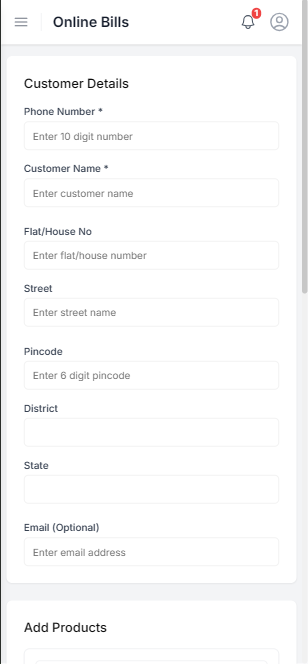 Online Bills
1
Customer Details
Phone Number *
Enter 10 digit number
Customer Name *
Enter customer name
Flat/House No
Enter flat/house number
Street
Enter street name
Pincode
Enter 6 digit pincode
District
State
Email (Optional)
Enter email address
Add Products